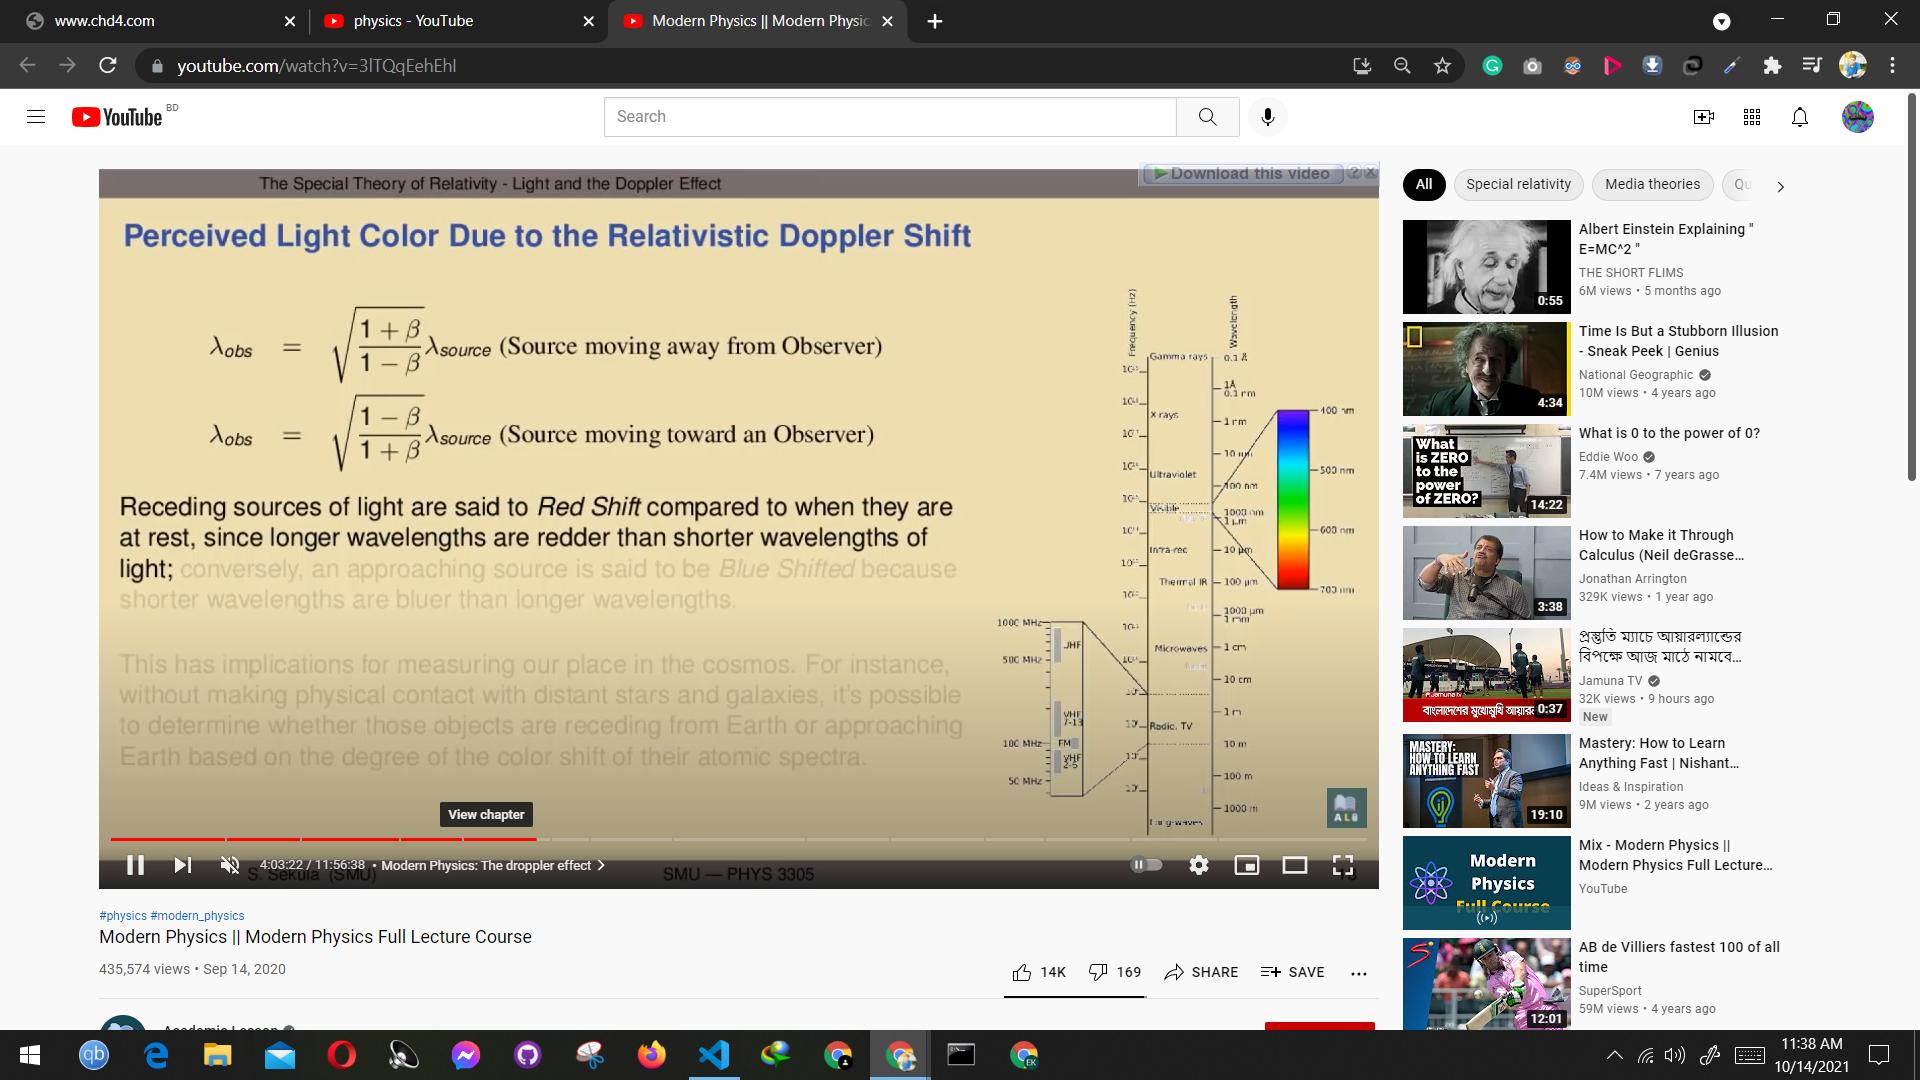 www.chd4.com
physics - YouTube
Modern Physics || Modern Physic
youtube.com/watch?v=3lTQqEehEhI
YouTube BD
Search
The Special Theory of Relativity - Light and the Doppler Effect
Download this video
Perceived Light Color Due to the Relativistic Doppler Shift
λobs = √((1 + β)/(1 − β)) λsource (Source moving away from Observer)
λobs = √((1 − β)/(1 + β)) λsource (Source moving toward an Observer)
Receding sources of light are said to Red Shift compared to when they are
at rest, since longer wavelengths are redder than shorter wavelengths of
light; conversely, an approaching source is said to be Blue Shifted because
shorter wavelengths are bluer than longer wavelengths.
This has implications for measuring our place in the cosmos. For instance,
without making physical contact with distant stars and galaxies, it's possible
to determine whether those objects are receding from Earth or approaching
Earth based on the degree of the color shift of their atomic spectra.
Frequency (Hz)
Wavelength
Gamma rays
0.1 Å
1Å
0.1 nm
X rays
1 nm
400 nm
10 nm
500 nm
Ultraviolet
100 nm
Visible
1000 nm
1 μm
600 nm
Infra-red
10 μm
Thermal IR
100 μm
700 nm
1000 μm
1 mm
1000 MHz
UHF
Microwaves
1 cm
500 MHz
10 cm
VHF
7-13
1 m
Radio, TV
100 MHz
FM
10 m
VHF
2-6
50 MHz
100 m
1000 m
Long-waves
ALO
View chapter
4:03:22 / 11:56:38 • Modern Physics: The droppler effect
S. Sekula (SMU)
SMU — PHYS 3305
#physics #modern_physics
Modern Physics || Modern Physics Full Lecture Course
435,574 views • Sep 14, 2020
14K
169
SHARE
SAVE
All
Special relativity
Media theories
Qu
Albert Einstein Explaining "
E=MC^2 "
THE SHORT FLIMS
6M views • 5 months ago
0:55
Time Is But a Stubborn Illusion
- Sneak Peek | Genius
National Geographic
10M views • 4 years ago
4:34
What is ZERO to the power of ZERO?
14:22
What is 0 to the power of 0?
Eddie Woo
7.4M views • 7 years ago
How to Make it Through
Calculus (Neil deGrasse...
Jonathan Arrington
329K views • 1 year ago
3:38
প্রস্তুতি ম্যাচে আয়ারল্যান্ডের
বিপক্ষে আজ মাঠে নামবে...
Jamuna TV
32K views • 9 hours ago
New
Jamuna TV
বাংলাদেশের মুখোমুখি
0:37
MASTERY:
HOW TO LEARN
ANYTHING FAST
19:10
Mastery: How to Learn
Anything Fast | Nishant...
Ideas & Inspiration
9M views • 2 years ago
Modern
Physics
Full Course
Mix - Modern Physics ||
Modern Physics Full Lecture...
YouTube
AB de Villiers fastest 100 of all
time
SuperSport
59M views • 4 years ago
12:01
qb
EK
11:38 AM
10/14/2021